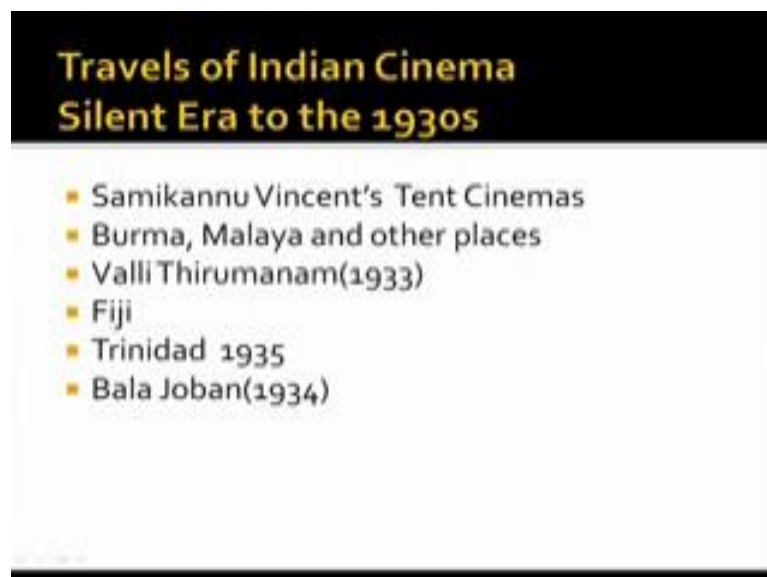 Travels of Indian Cinema
Silent Era to the 1930s
Samikannu Vincent's Tent Cinemas
Burma, Malaya and other places
Valli Thirumanam(1933)
Fiji
Trinidad 1935
Bala Joban(1934)